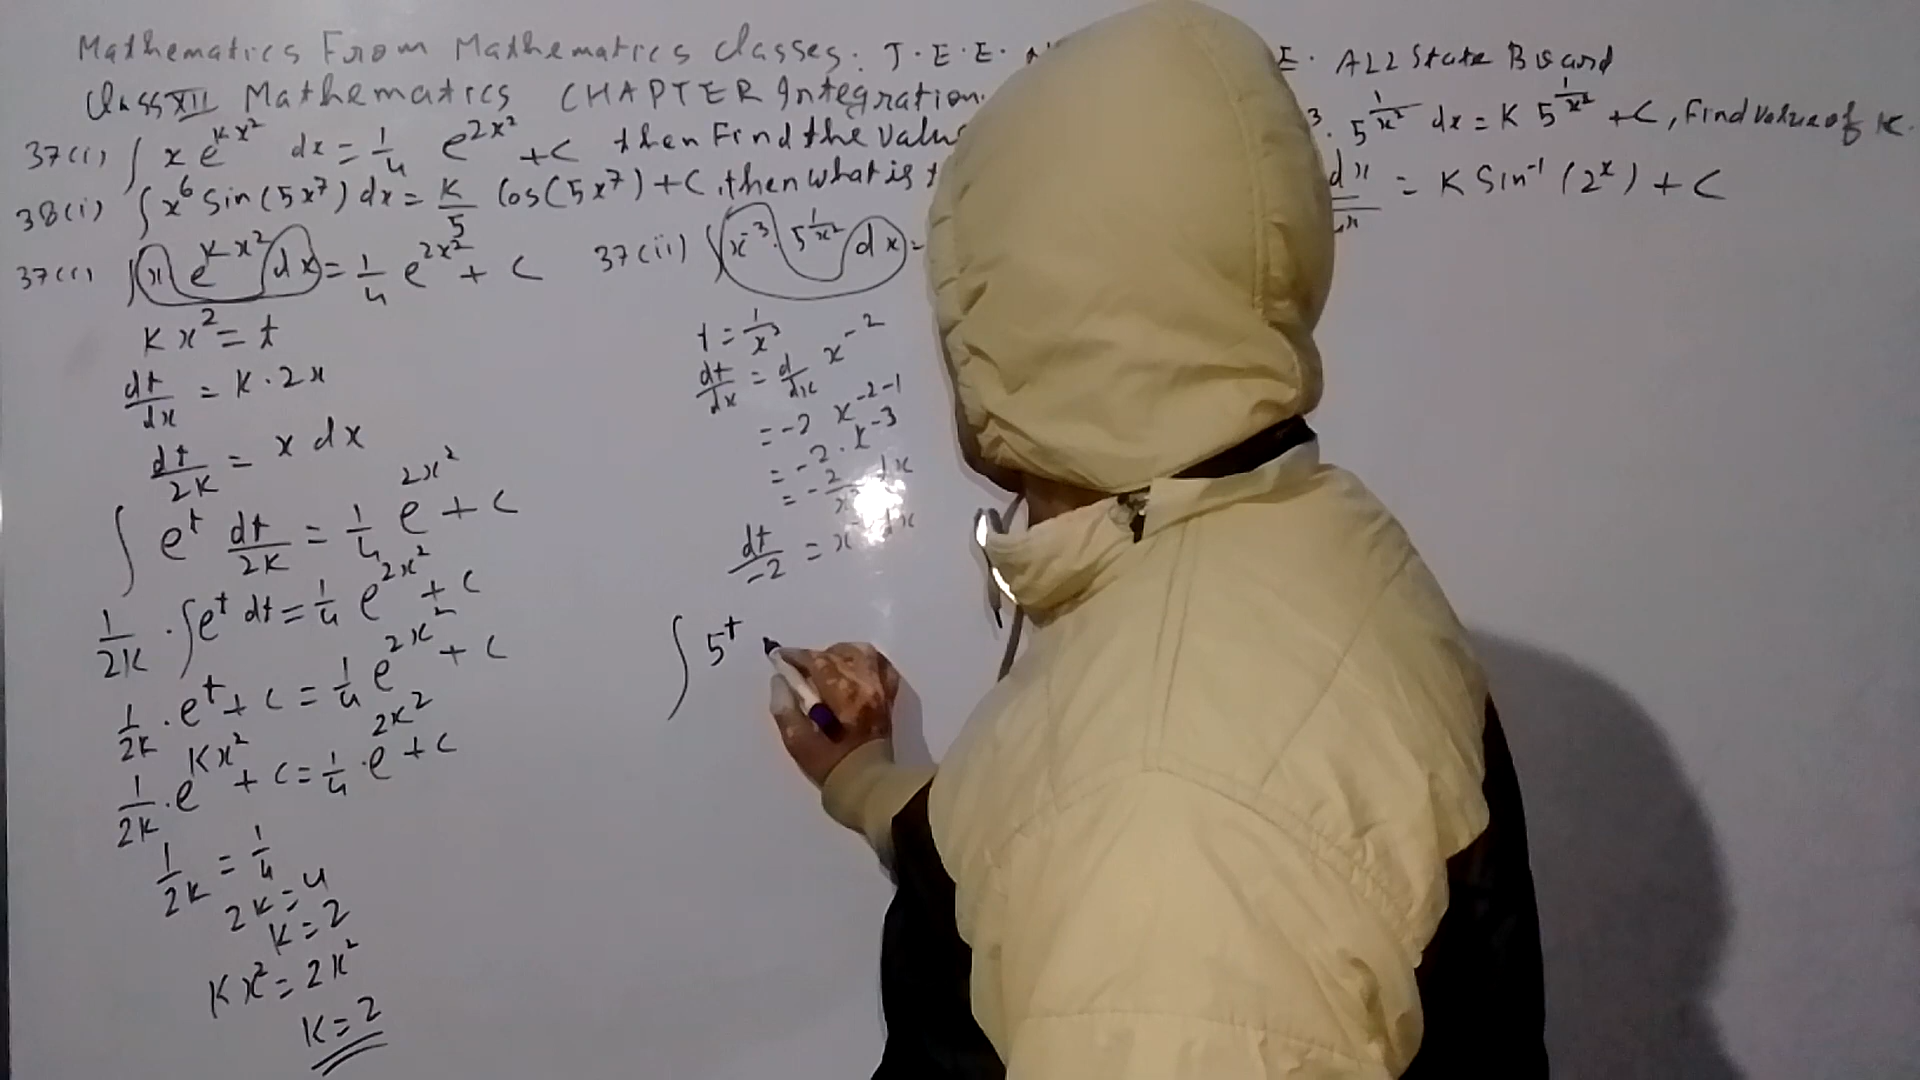 Mathematics From Mathematics Classes. J.E.E. E. ALL State Board
Class XII Mathematics CHAPTER Integration.
37(i) ∫ x e^{kx²} dx = 1/4 e^{2x²} + C then Find the Valu
3. 5^{1/x²} dx = K 5^{1/x²} + C, Find value of K.
38(i) ∫ x⁶ Sin(5x⁷) dx = K/5 Cos(5x⁷) + C, then what is
dx = K Sin⁻¹(2ˣ) + C
37(i) ∫ x e^{Kx²} dx = 1/4 e^{2x²} + C
Kx² = t
dt/dx = K·2x
dt/2K = x dx
∫ e^t dt/2K = 1/4 e^{2x²} + C
1/2K · ∫ e^t dt = 1/4 e^{2x²} + C
1/2K · e^t + C = 1/4 e^{2x²} + C
1/2K · e^{Kx²} + C = 1/4 · e^{2x²} + C
1/2K = 1/4
2K = 4
K = 2
Kx² = 2x²
K = 2
37(ii) ∫ x⁻³ · 5^{1/x²} dx =
dt/dx = d/dx x⁻²
= -2 x^{-2-1}
= -2 · x⁻³
dt/-2 = dx
∫ 5^t